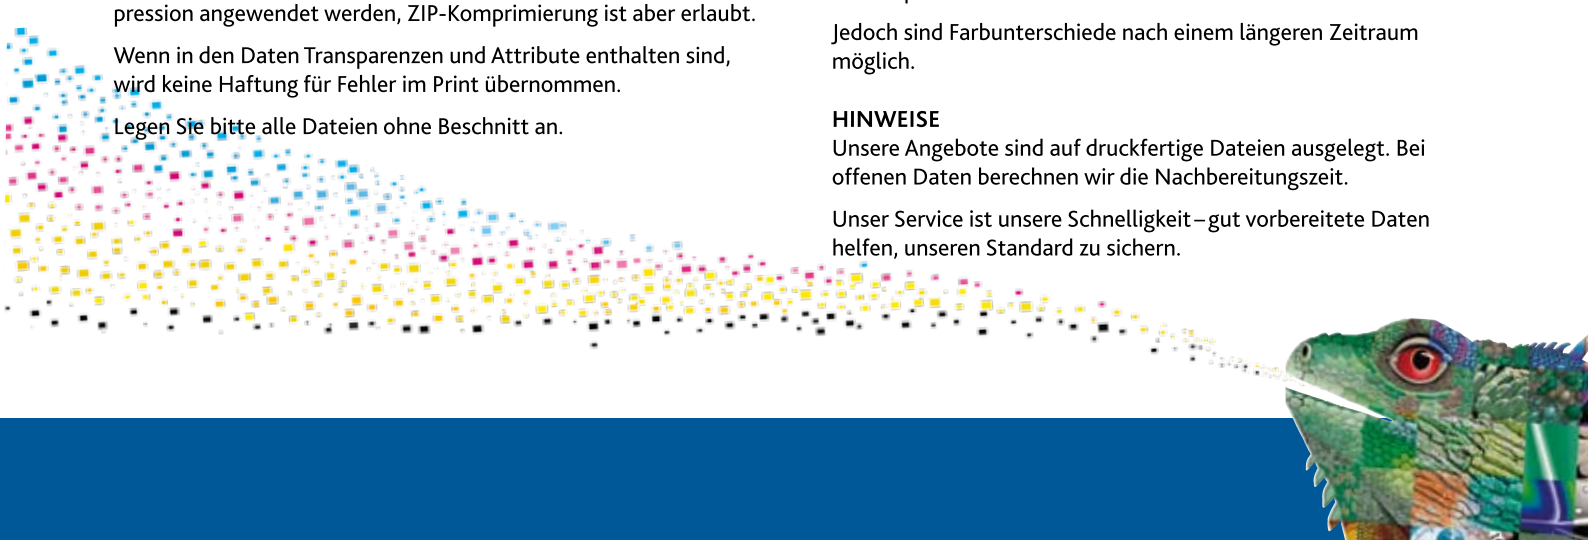 pression angewendet werden, ZIP-Komprimierung ist aber erlaubt.
Wenn in den Daten Transparenzen und Attribute enthalten sind,
wird keine Haftung für Fehler im Print übernommen.
Legen Sie bitte alle Dateien ohne Beschnitt an.
Jedoch sind Farbunterschiede nach einem längeren Zeitraum
möglich.
HINWEISE
Unsere Angebote sind auf druckfertige Dateien ausgelegt. Bei
offenen Daten berechnen wir die Nachbereitungszeit.
Unser Service ist unsere Schnelligkeit – gut vorbereitete Daten
helfen, unseren Standard zu sichern.